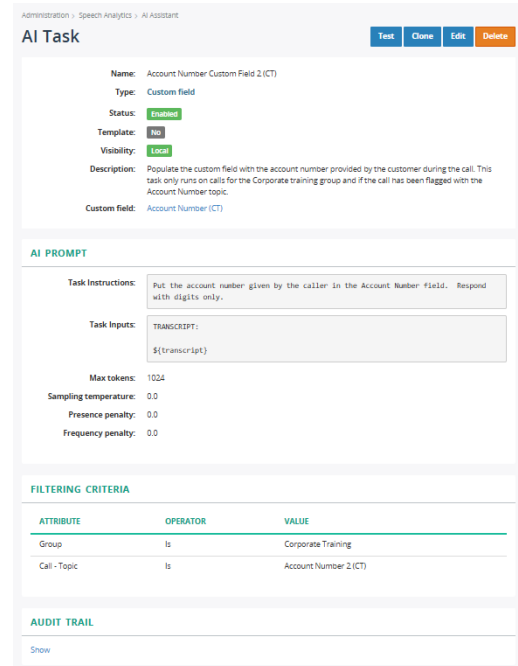 Administration > Speech Analytics > AI Assistant
AI Task
Test Clone Edit Delete
Name: Account Number Custom Field 2 (CT)
Type: Custom field
Status: Enabled
Template: No
Visibility: Local
Description: Populate the custom field with the account number provided by the customer during the call. This
task only runs on calls for the Corporate training group and if the call has been flagged with the
Account Number topic.
Custom field: Account Number (CT)
AI PROMPT
Task Instructions: Put the account number given by the caller in the Account Number field. Respond
with digits only.
Task Inputs: TRANSCRIPT:
${transcript}
Max tokens: 1024
Sampling temperature: 0.0
Presence penalty: 0.0
Frequency penalty: 0.0
FILTERING CRITERIA
ATTRIBUTE OPERATOR VALUE
Group Is Corporate Training
Call - Topic Is Account Number 2 (CT)
AUDIT TRAIL
Show